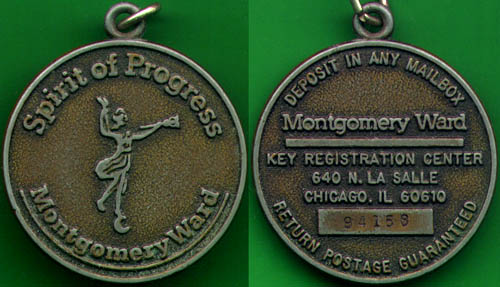 Spirit of Progress
Montgomery Ward
DEPOSIT IN ANY MAILBOX
Montgomery Ward
KEY REGISTRATION CENTER
640 N. LA SALLE
CHICAGO, IL 60610
94153
RETURN POSTAGE GUARANTEED